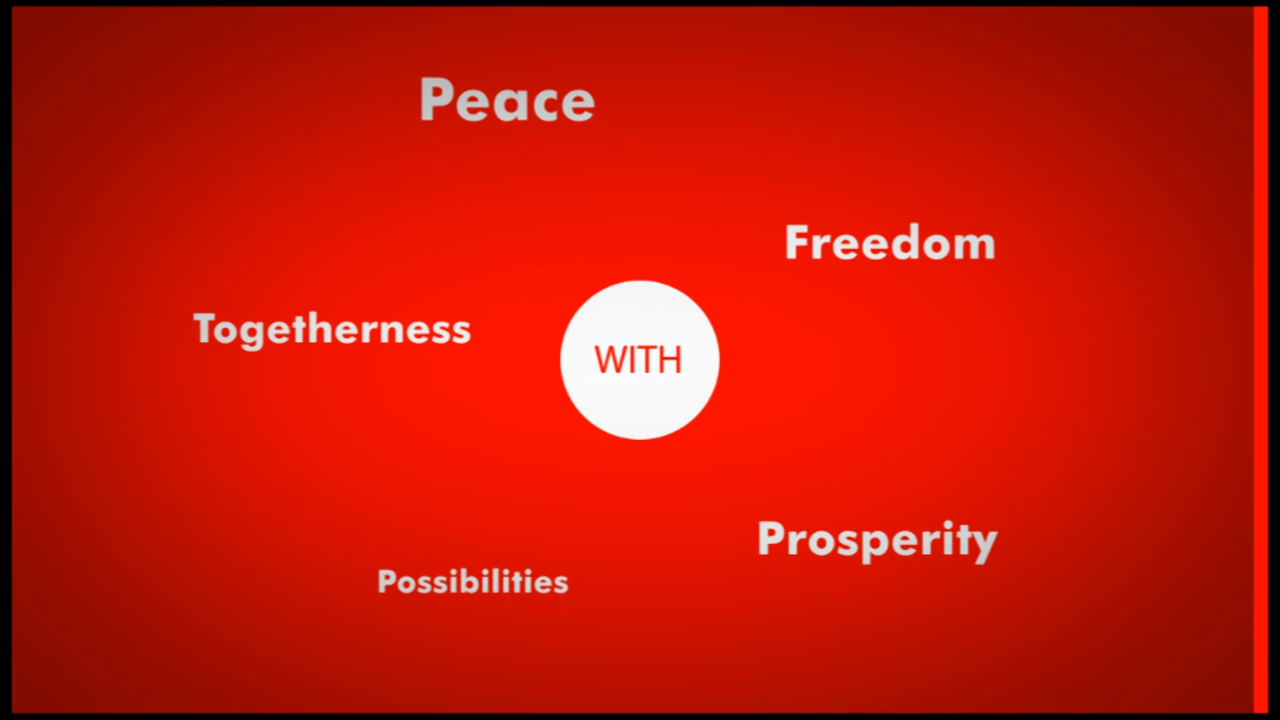 Peace
Freedom
Togetherness
WITH
Prosperity
Possibilities